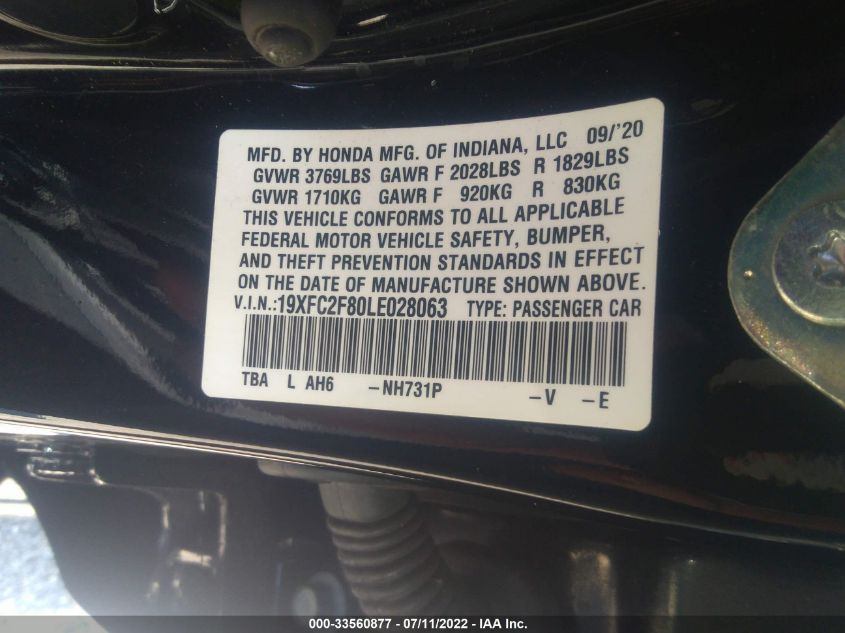 MFD. BY HONDA MFG. OF INDIANA, LLC 09/'20
GVWR 3769LBS GAWR F 2028LBS R 1829LBS
GVWR 1710KG GAWR F 920KG R 830KG
THIS VEHICLE CONFORMS TO ALL APPLICABLE
FEDERAL MOTOR VEHICLE SAFETY, BUMPER,
AND THEFT PREVENTION STANDARDS IN EFFECT
ON THE DATE OF MANUFACTURE SHOWN ABOVE.
V.I.N.:19XFC2F80LE028063 TYPE: PASSENGER CAR
TBA L AH6 -NH731P -V -E
000-33560877 - 07/11/2022 - IAA Inc.